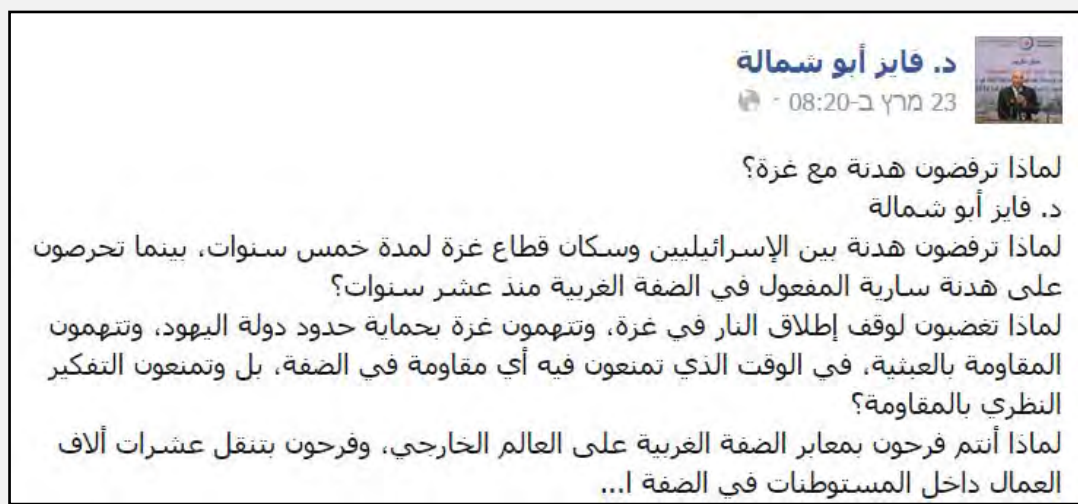 د. فايز أبو شمالة
23 מרץ ב-08:20 ·
لماذا ترفضون هدنة مع غزة؟
د. فايز أبو شمالة
لماذا ترفضون هدنة بين الإسرائيليين وسكان قطاع غزة لمدة خمس سنوات، بينما تحرصون
على هدنة سارية المفعول في الضفة الغربية منذ عشر سنوات؟
لماذا تغضبون لوقف إطلاق النار في غزة، وتتهمون غزة بحماية حدود دولة اليهود، وتتهمون
المقاومة بالعبثية، في الوقت الذي تمنعون فيه أي مقاومة في الضفة، بل وتمنعون التفكير
النظري بالمقاومة؟
لماذا أنتم فرحون بمعابر الضفة الغربية على العالم الخارجي، وفرحون بتنقل عشرات ألاف
العمال داخل المستوطنات في الضفة ا...